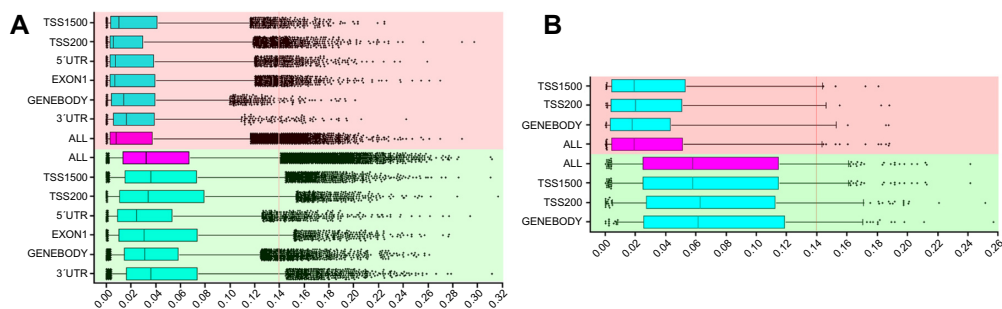 A
TSS1500
TSS200
5´UTR
EXON1
GENEBODY
3´UTR
ALL
ALL
TSS1500
TSS200
5´UTR
EXON1
GENEBODY
3´UTR
0.00 0.02 0.04 0.06 0.08 0.10 0.12 0.14 0.16 0.18 0.20 0.22 0.24 0.26 0.28 0.30 0.32
B
TSS1500
TSS200
GENEBODY
ALL
ALL
TSS1500
TSS200
GENEBODY
0.00 0.02 0.04 0.06 0.08 0.10 0.12 0.14 0.16 0.18 0.20 0.22 0.24 0.26